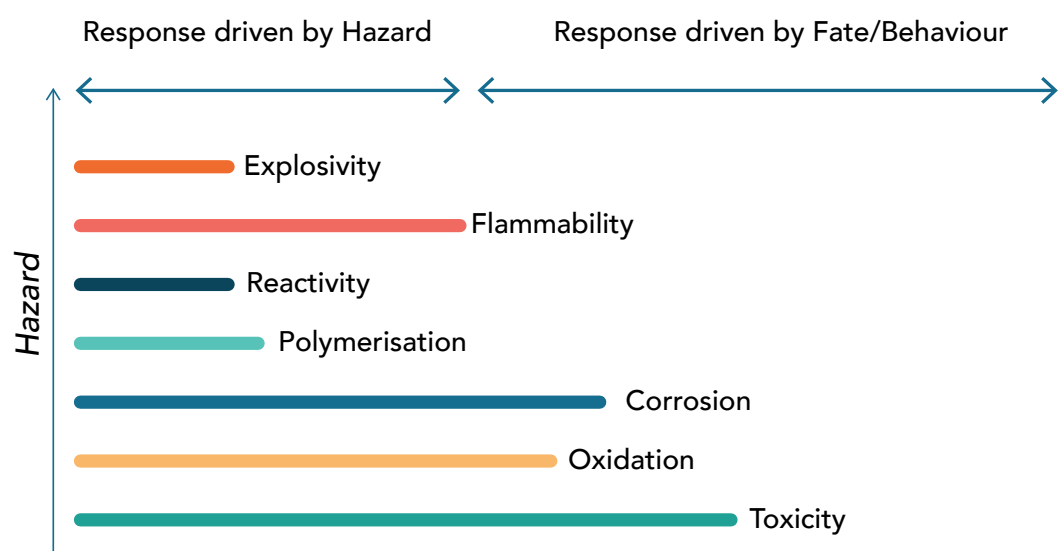 Response driven by Hazard
Response driven by Fate/Behaviour
Explosivity
Flammability
Reactivity
Polymerisation
Corrosion
Oxidation
Toxicity
Hazard